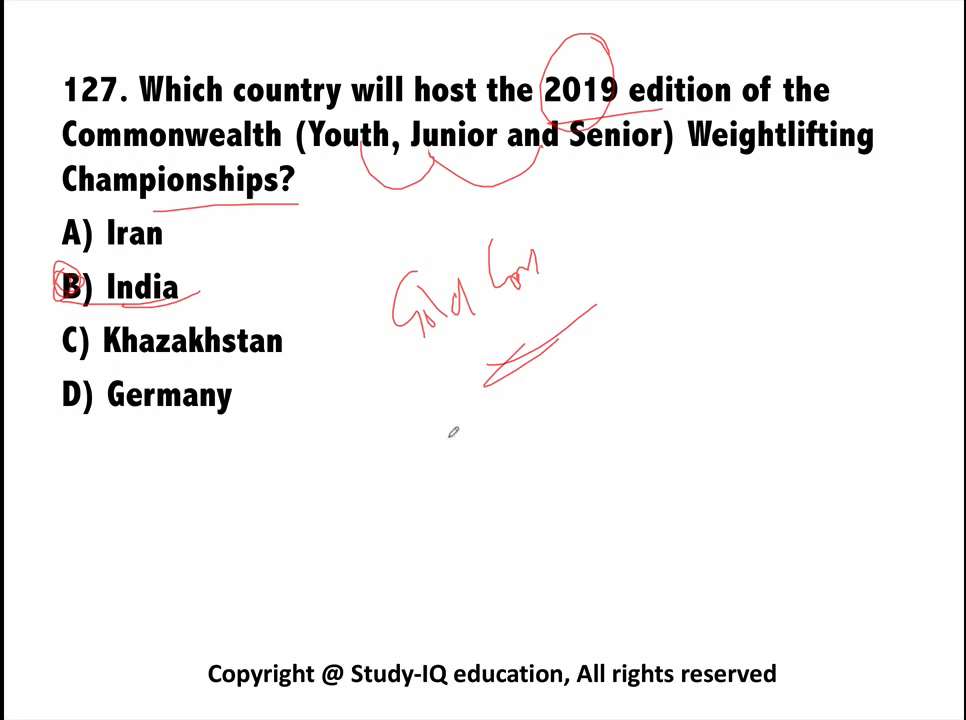 127. Which country will host the 2019 edition of the
Commonwealth (Youth, Junior and Senior) Weightlifting
Championships?
A) Iran
B) India
C) Khazakhstan
D) Germany
Gold
Copyright @ Study-IQ education, All rights reserved